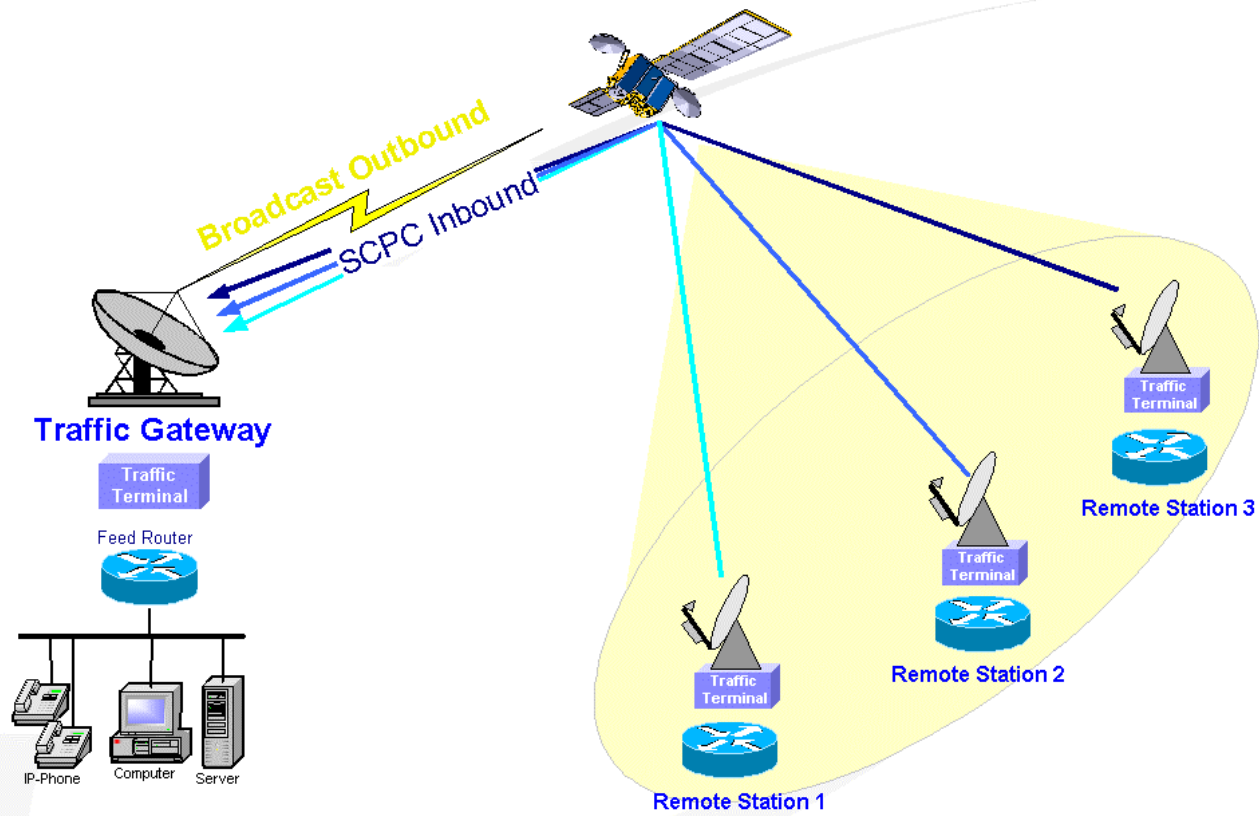 Broadcast Outbound
SCPC Inbound
Traffic Gateway
Traffic
Terminal
Feed Router
IP-Phone
Computer
Server
Traffic
Terminal
Remote Station 3
Traffic
Terminal
Remote Station 2
Traffic
Terminal
Remote Station 1